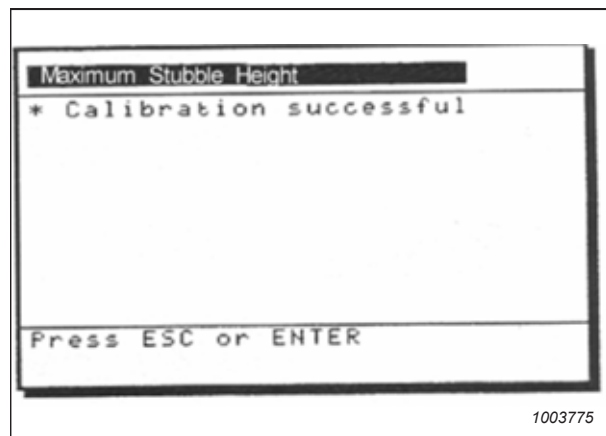 Maximum Stubble Height
* Calibration successful
Press ESC or ENTER
1003775